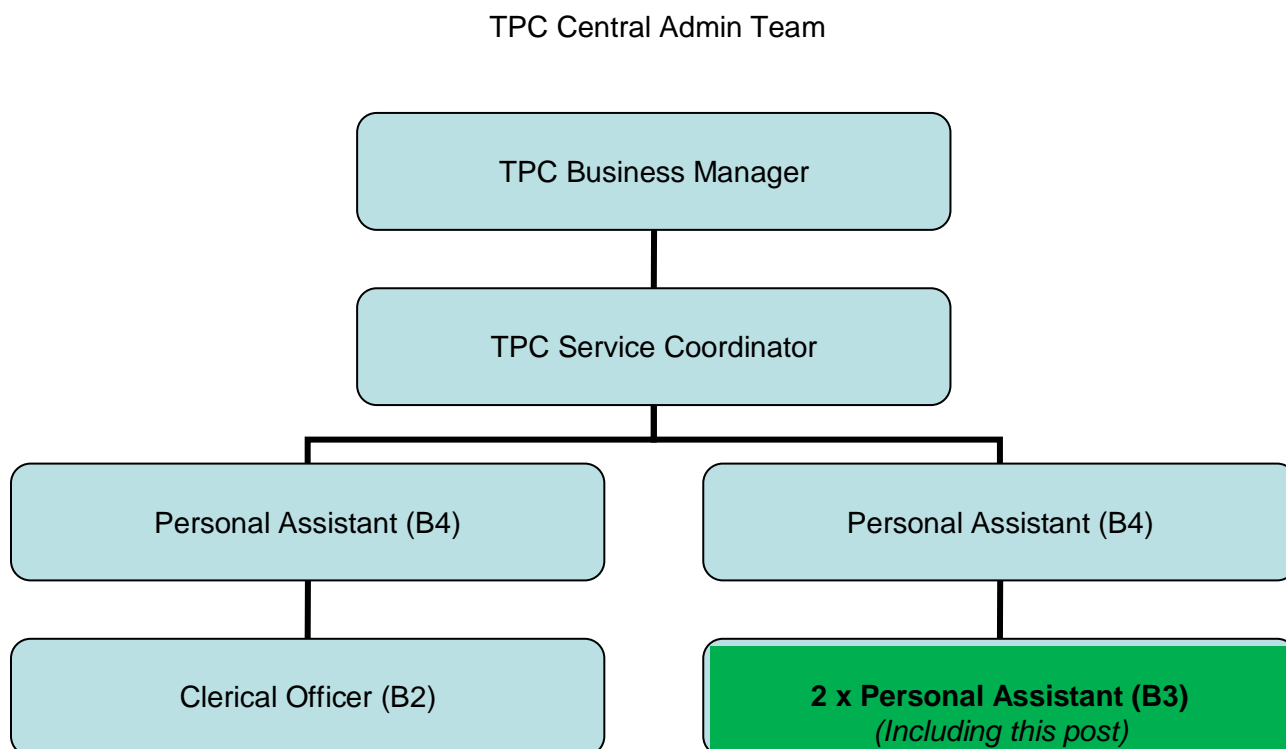 TPC Central Admin Team
TPC Business Manager
TPC Service Coordinator
Personal Assistant (B4)
Personal Assistant (B4)
Clerical Officer (B2)
2 x Personal Assistant (B3)
(Including this post)